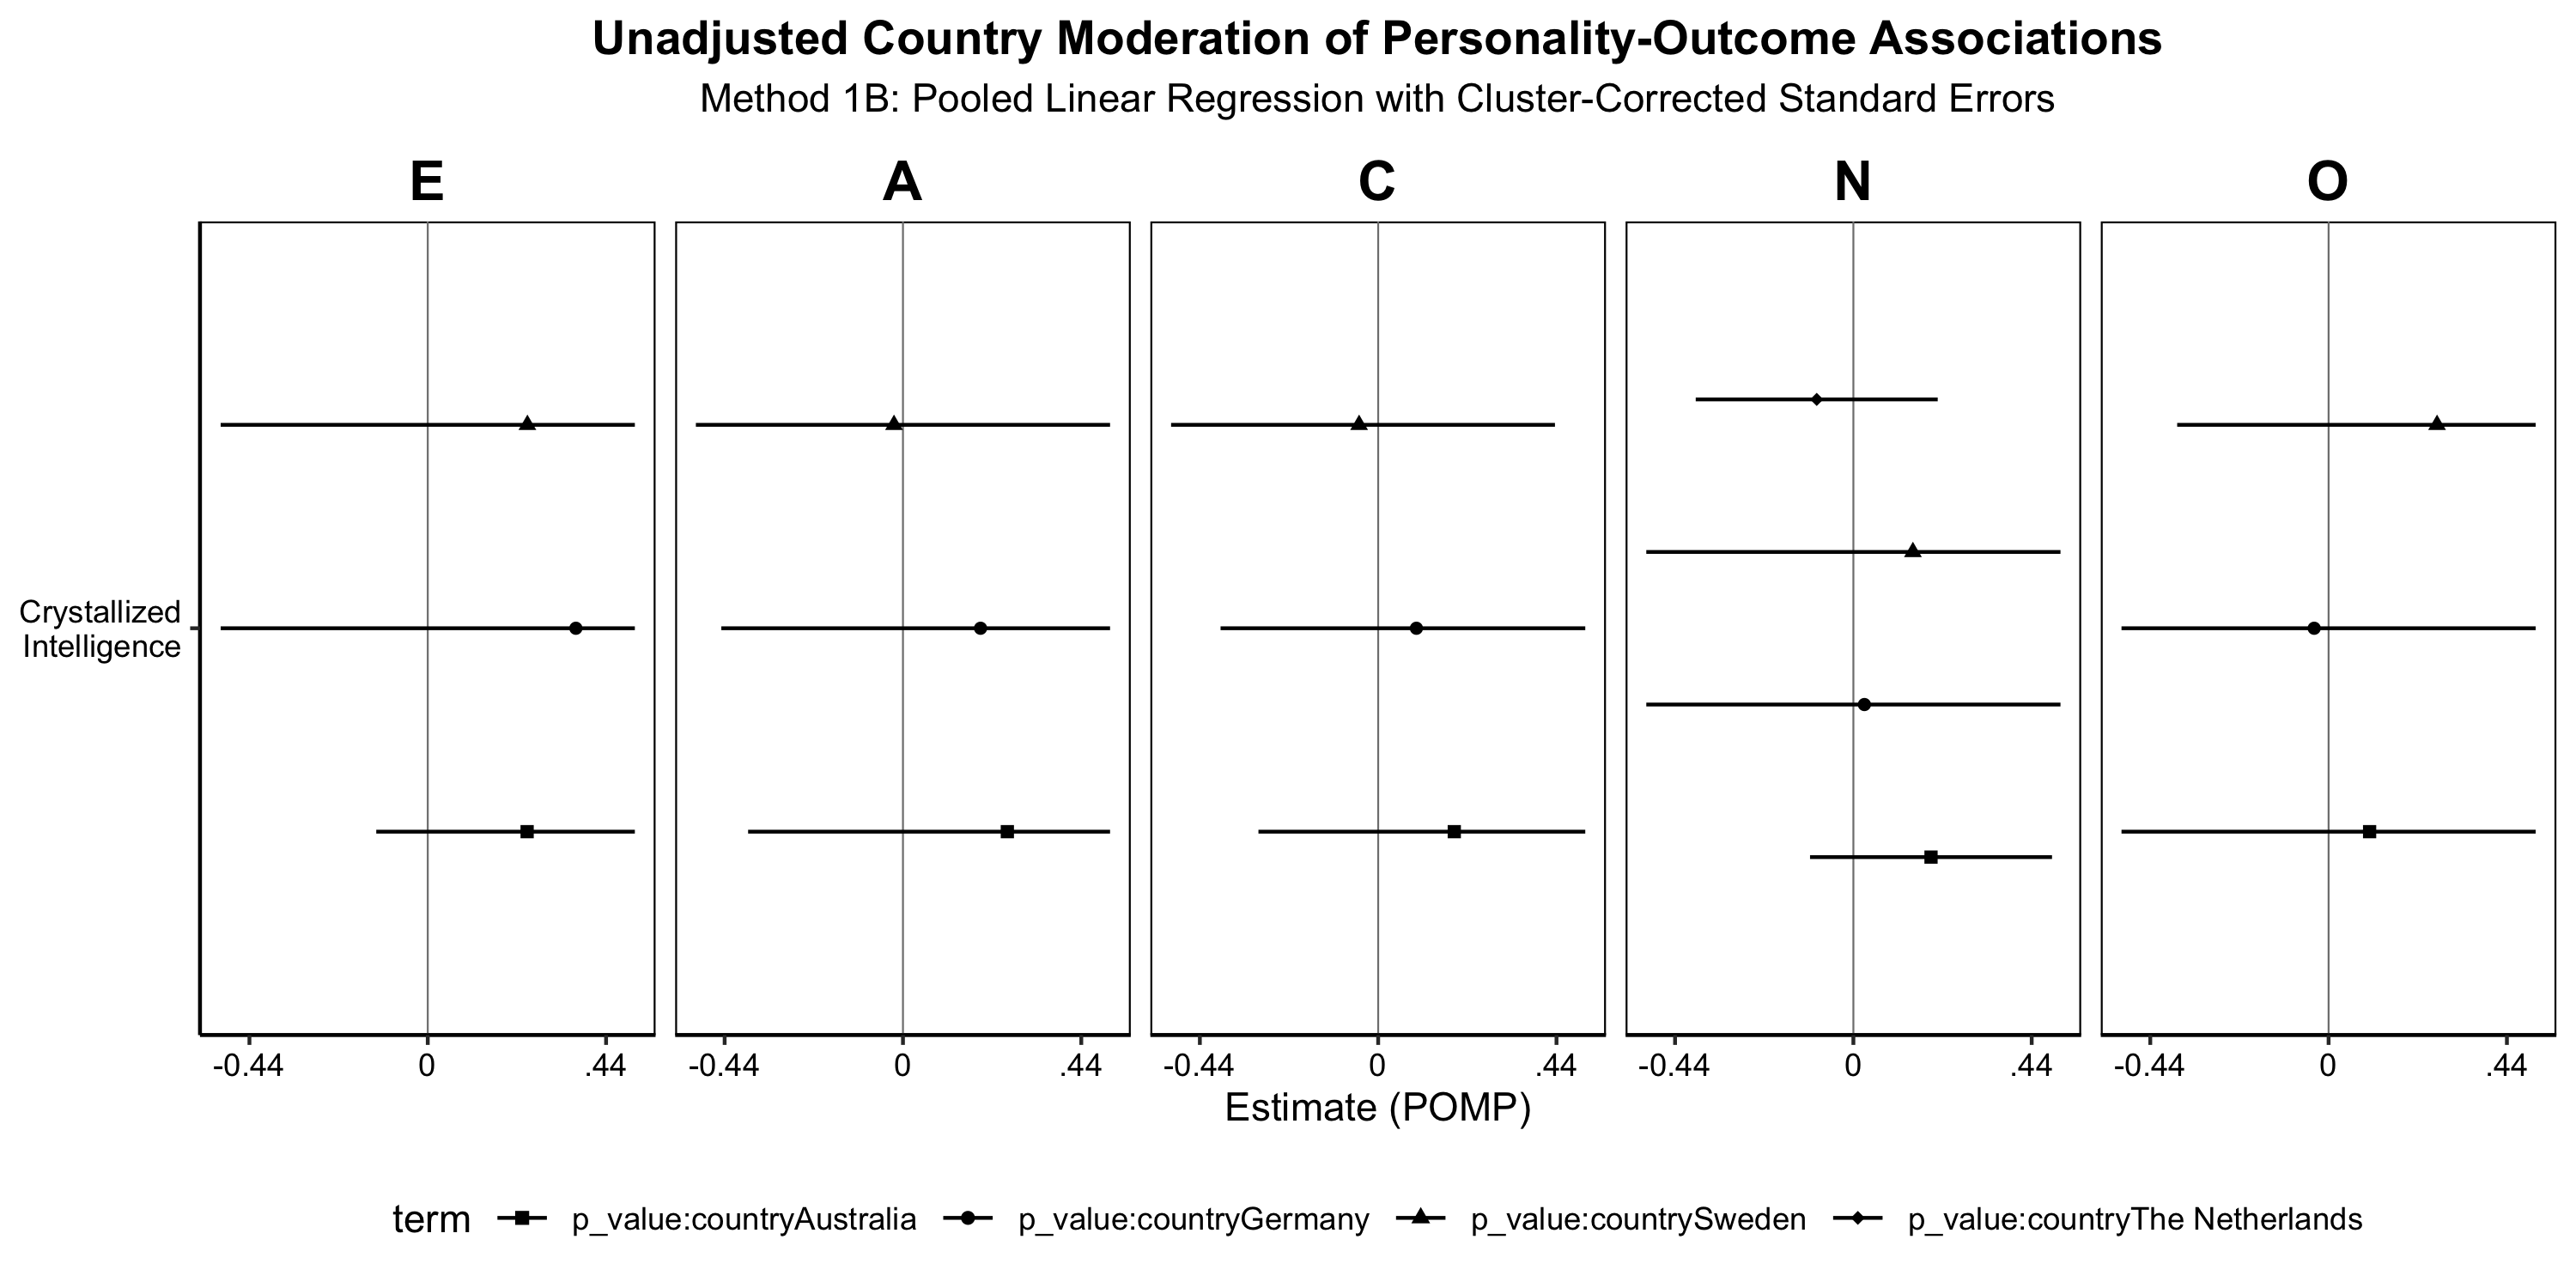 Unadjusted Country Moderation of Personality-Outcome Associations
Method 1B: Pooled Linear Regression with Cluster-Corrected Standard Errors
E A C N O
Crystallized
Intelligence
-0.44 0 .44 -0.44 0 .44 -0.44 0 .44 -0.44 0 .44 -0.44 0 .44
Estimate (POMP)
term p_value:countryAustralia p_value:countryGermany p_value:countrySweden p_value:countryThe Netherlands